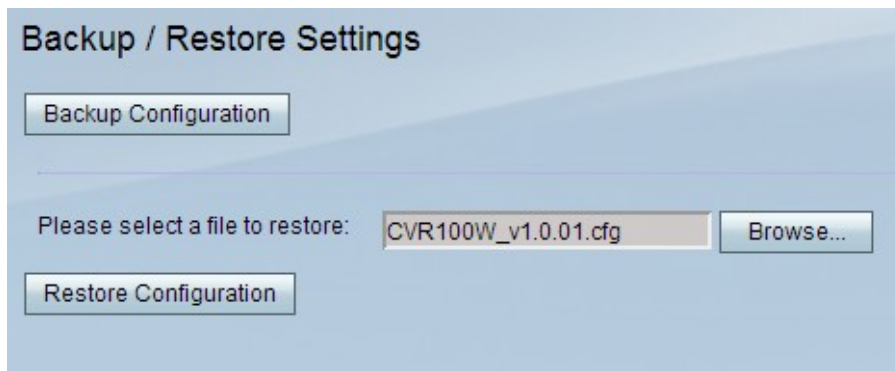 Backup / Restore Settings
Backup Configuration
Please select a file to restore: CVR100W_v1.0.01.cfg Browse...
Restore Configuration